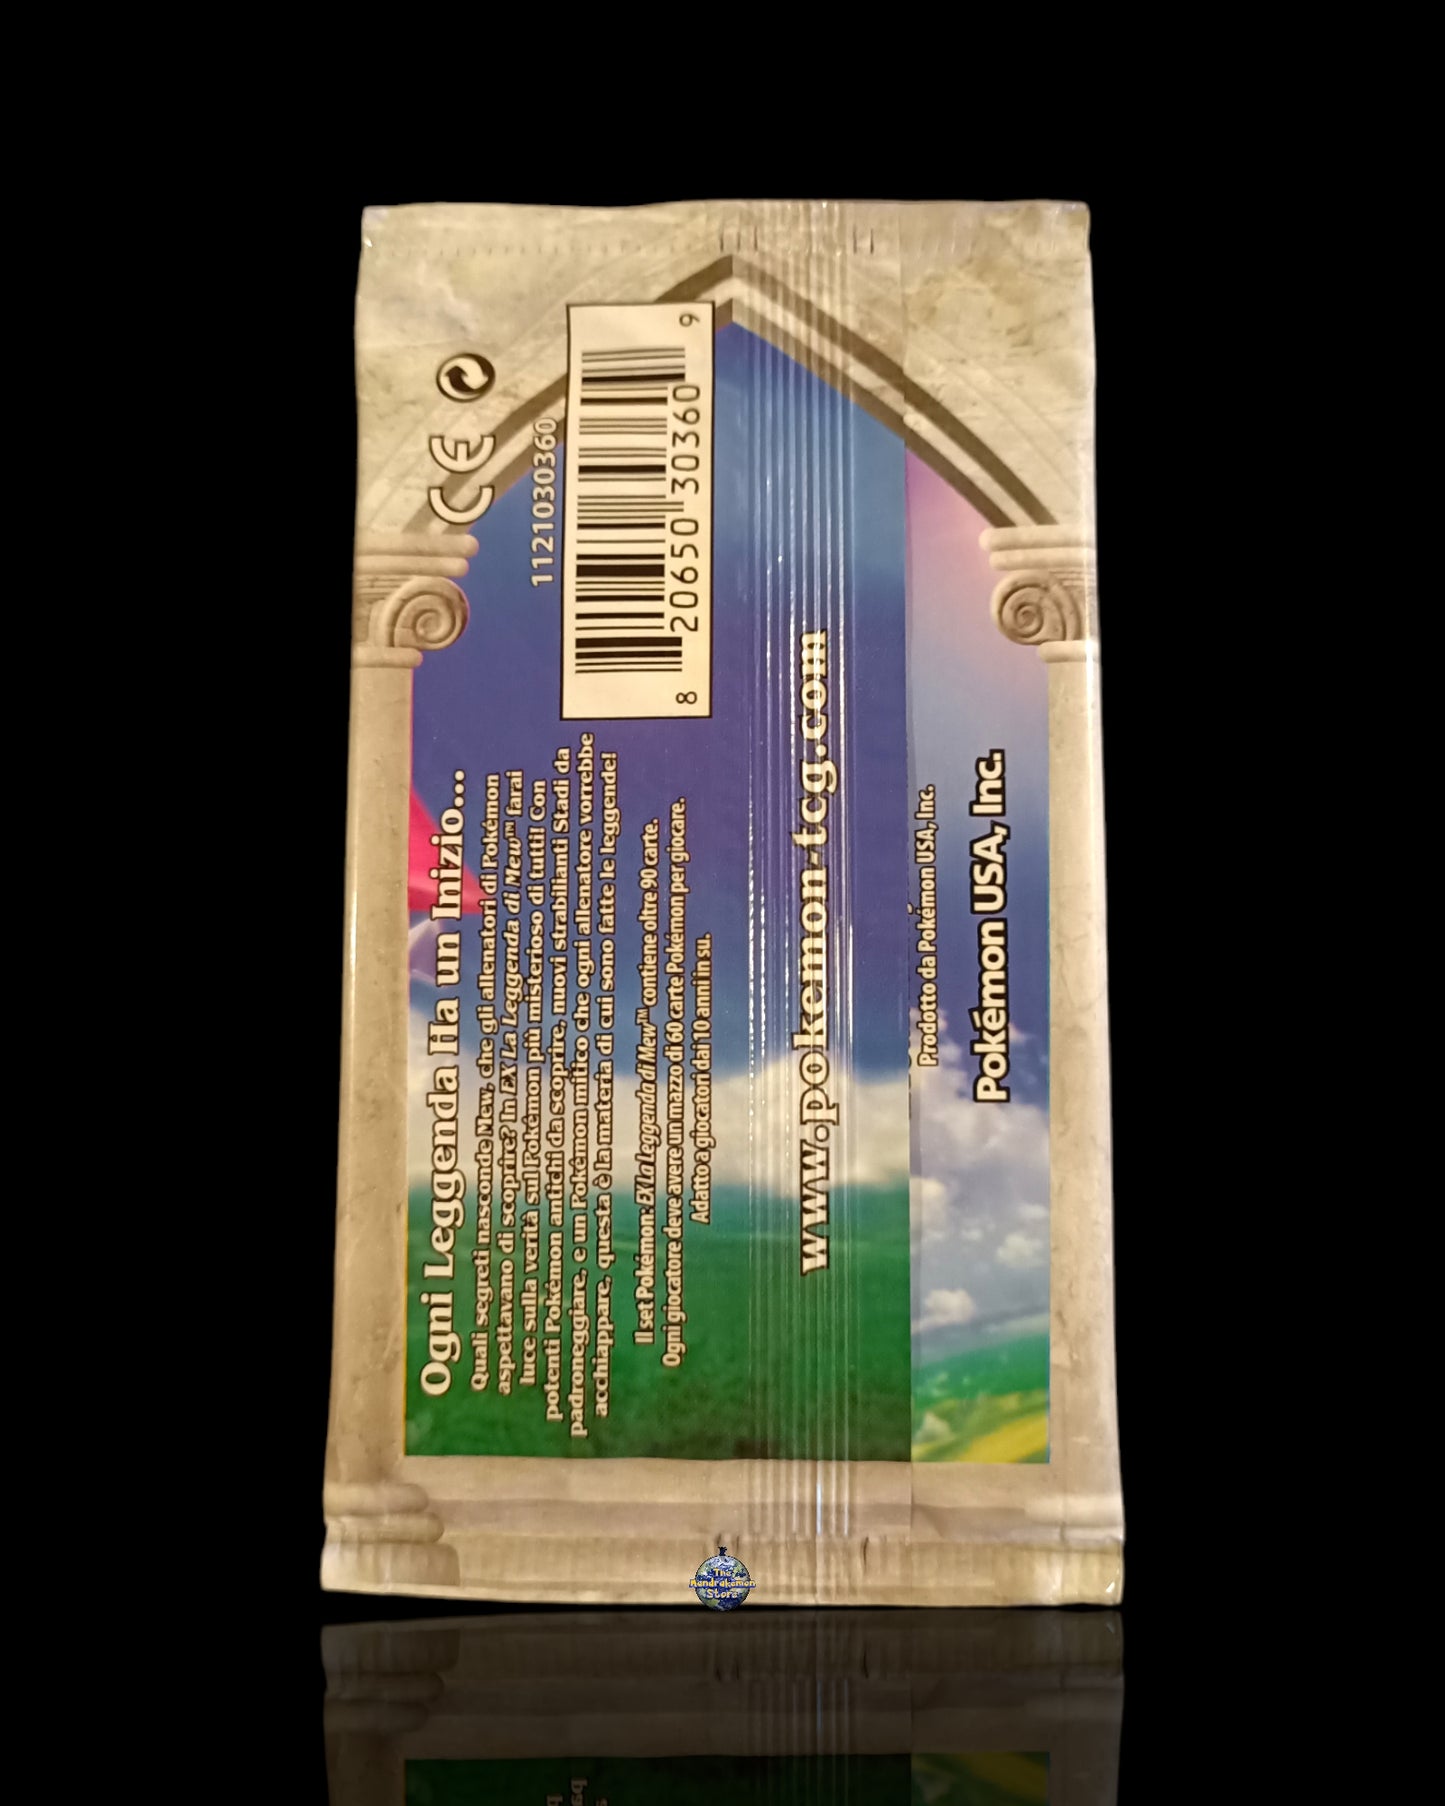 Ogni Leggenda Ha un Inizio...
Quali segreti nasconde Mew, che gli allenatori di Pokémon
aspettavano di scoprire? In EX La Leggenda di Mew™ farai
luce sulla verità sul Pokémon più misterioso di tutti! Con
potenti Pokémon antichi da scoprire, nuovi strabilianti Stadi da
padroneggiare, e un Pokémon mitico che ogni allenatore vorrebbe
acchiappare, questa è la materia di cui sono fatte le leggende!
Il set Pokémon: EX La Leggenda di Mew™ contiene oltre 90 carte.
Ogni giocatore deve avere un mazzo di 60 carte Pokémon per giocare.
Adatto a giocatori dai 10 anni in su.
CE
112103036​0
8 20650 30360 9
www.pokemon-tcg.com
Prodotto da Pokémon USA, Inc.
Pokémon USA, Inc.
The
Mandrakemon
Store